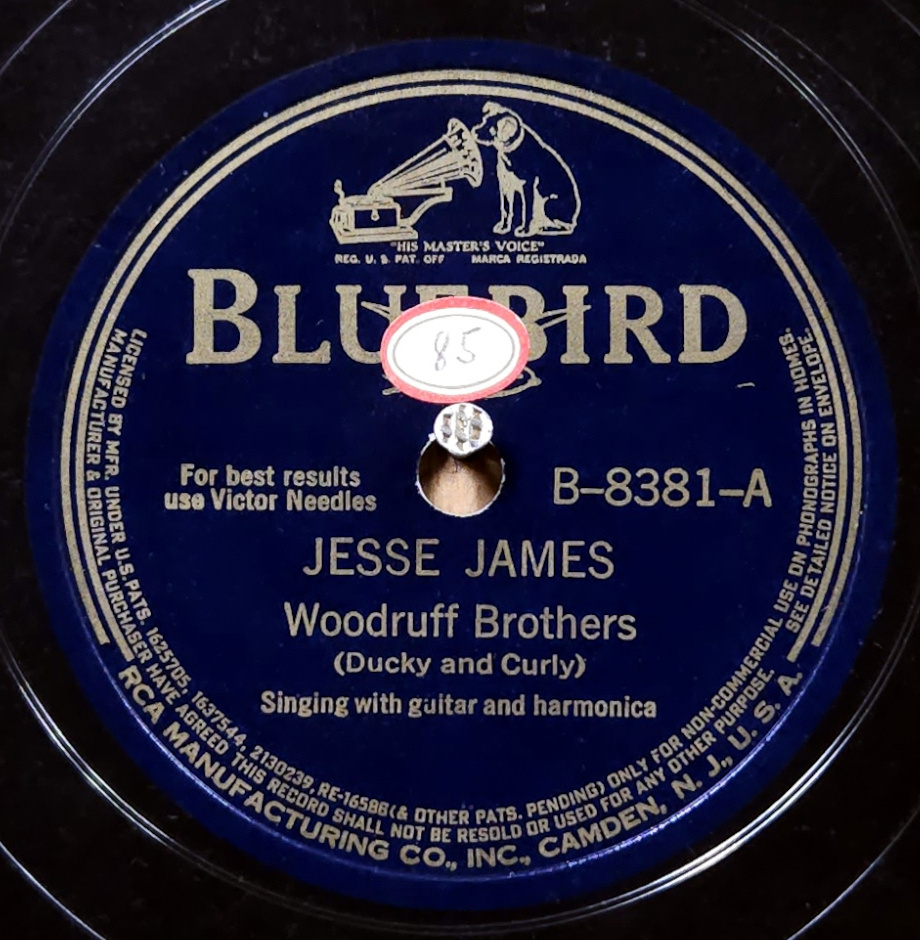 "HIS MASTER'S VOICE"
REG. U. S. PAT. OFF MARCA REGISTRADA
BLUEBIRD
85
For best results
use Victor Needles
B-8381-A
JESSE JAMES
Woodruff Brothers
(Ducky and Curly)
Singing with guitar and harmonica
LICENSED BY MFR. UNDER U.S. PATS. 1625705, 1637544, 2130239, RE-16588 (& OTHER PATS. PENDING) ONLY FOR NON-COMMERCIAL USE ON PHONOGRAPHS IN HOMES.
MANUFACTURER & ORIGINAL PURCHASER HAVE AGREED THIS RECORD SHALL NOT BE RESOLD OR USED FOR ANY OTHER PURPOSE. SEE DETAILED NOTICE ON ENVELOPE.
RCA MANUFACTURING CO., INC., CAMDEN, N. J., U. S. A.